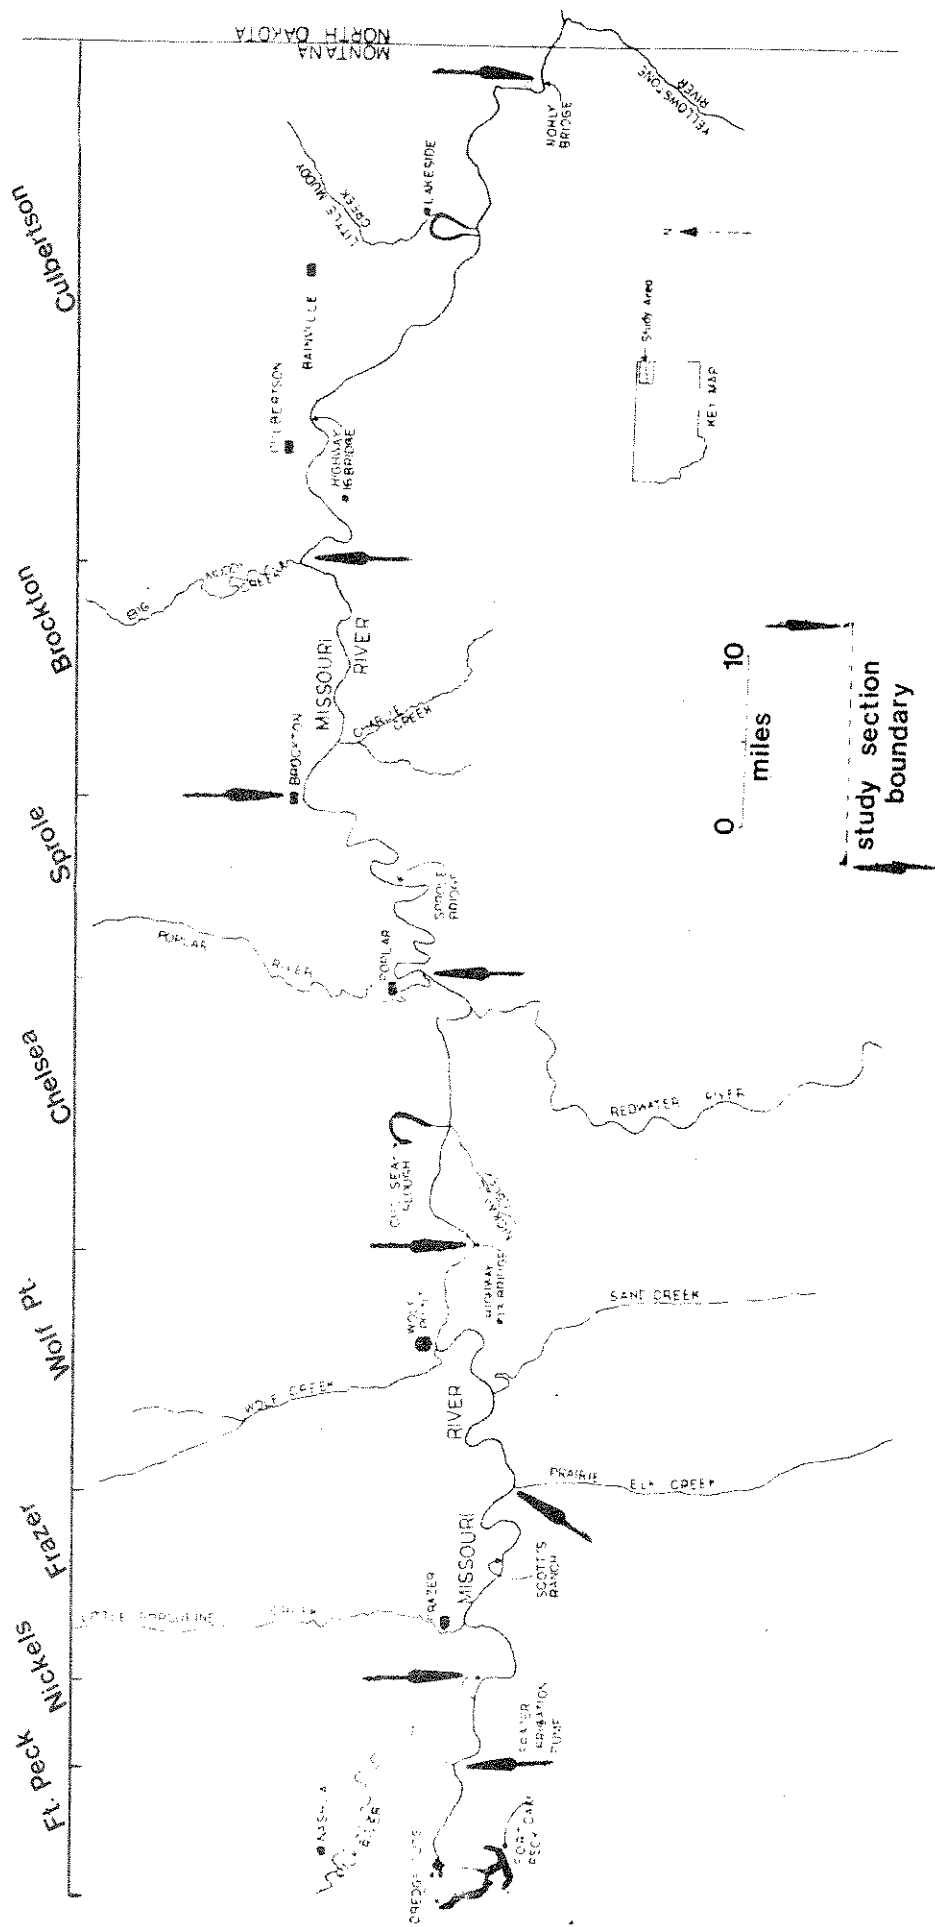 Ft. Peck
Nickels
Frazer
Wolf Pt.
Chelsea
Sprole
Brockton
Culbertson
MONTANA
NORTH DAKOTA
NASHUA
RIVER
FORT
PECK DAM
LITTLE PORCUPINE
CREEK
FRAZER
FRAZER
IRRIGATION
PUMP
MISSOURI
RIVER
SCOTT'S
RANCH
PRAIRIE
ELK CREEK
WOLF CREEK
WOLF
POINT
SAND CREEK
HIGHWAY
BRIDGE
CHELSEA
SLOUGH
REDWATER RIVER
POPLAR
RIVER
POPLAR
SPROLE
BRIDGE
BROCKTON
MISSOURI
RIVER
CHARLIE
CREEK
BIG
MUDDY
CREEK
HIGHWAY
16 BRIDGE
CULBERTSON
BAINVILLE
LITTLE MUDDY
CREEK
LAKESIDE
NOHLY
BRIDGE
YELLOWSTONE
RIVER
N
Study Area
KEY MAP
0
10
miles
study section
boundary